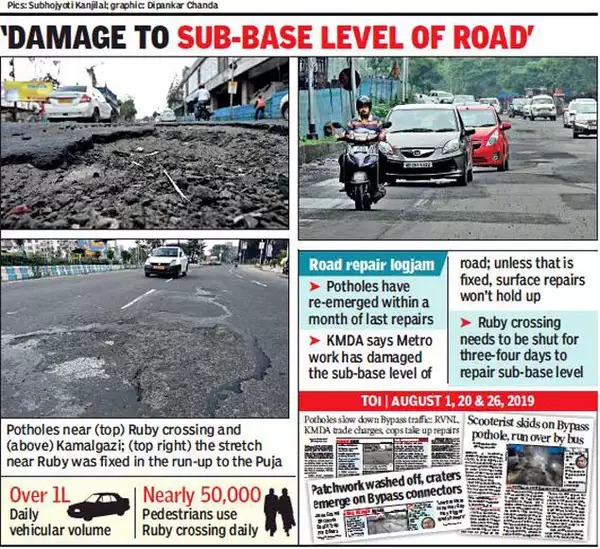 Pics: Subhojyoti Kanjilal; graphic: Dipankar Chanda
‘DAMAGE TO SUB-BASE LEVEL OF ROAD’
Potholes near (top) Ruby crossing and
(above) Kamalgazi; (top right) the stretch
near Ruby was fixed in the run-up to the Puja
Over 1L
Daily
vehicular volume
Nearly 50,000
Pedestrians use
Ruby crossing daily
Road repair logjam
➤ Potholes have
re-emerged within a
month of last repairs
➤ KMDA says Metro
work has damaged
the sub-base level of
road; unless that is
fixed, surface repairs
won’t hold up
➤ Ruby crossing
needs to be shut for
three-four days to
repair sub-base level
TOI | AUGUST 1, 20 & 26, 2019
Potholes slow down Bypass traffic: RVNL,
KMDA trade charges, cops take up repairs
Scooterist skids on Bypass
pothole, run over by bus
Patchwork washed off, craters
emerge on Bypass connectors